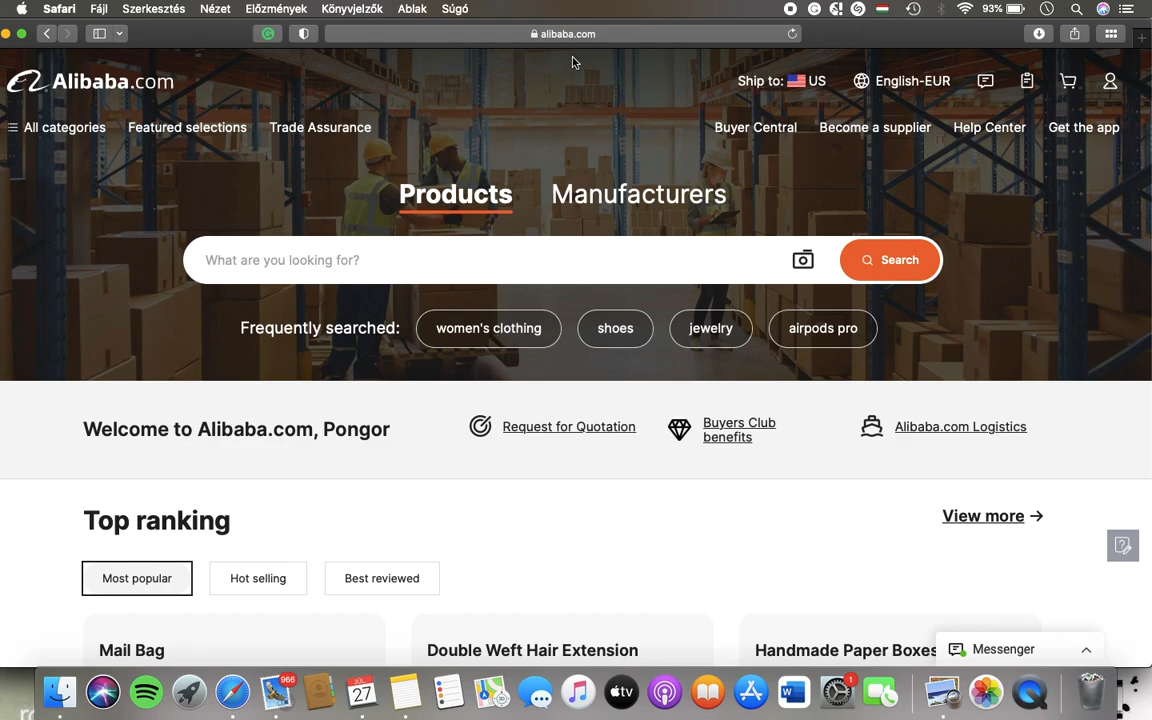 Safari Fájl Szerkesztés Nézet Előzmények Könyvjelzők Ablak Súgó 93%
alibaba.com
Alibaba.com Ship to: US English-EUR
All categories Featured selections Trade Assurance Buyer Central Become a supplier Help Center Get the app
Products Manufacturers
What are you looking for? Search
Frequently searched: women's clothing shoes jewelry airpods pro
Welcome to Alibaba.com, Pongor Request for Quotation Buyers Club benefits Alibaba.com Logistics
Top ranking View more
Most popular Hot selling Best reviewed
Mail Bag Double Weft Hair Extension Handmade Paper Boxes Messenger
966 JÚL 27 tv W 1